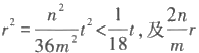 r² = n²/36m² t² < 1/18 t, 及 2n/m r